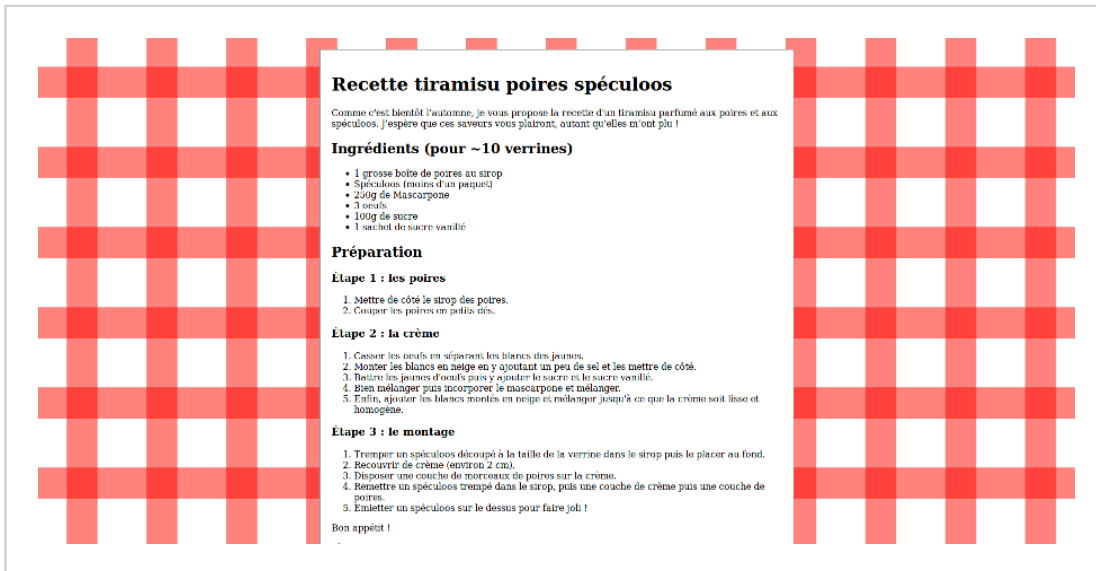 Recette tiramisu poires spéculoos
Comme c'est bientôt l'automne, je vous propose la recette d'un tiramisu parfumé aux poires et aux
spéculoos. J'espère que ces saveurs vous plairont, autant qu'elles m'ont plu !
Ingrédients (pour ~10 verrines)
• 1 grosse boîte de poires au sirop
• Spéculoos (moins d'un paquet)
• 250g de Mascarpone
• 3 oeufs
• 100g de sucre
• 1 sachet de sucre vanillé
Préparation
Étape 1 : les poires
1. Mettre de côté le sirop des poires.
2. Couper les poires en petits dés.
Étape 2 : la crème
1. Casser les oeufs en séparant les blancs des jaunes.
2. Monter les blancs en neige en y ajoutant un peu de sel et les mettre de côté.
3. Battre les jaunes d'oeufs puis y ajouter le sucre et le sucre vanillé.
4. Bien mélanger puis incorporer le mascarpone et mélanger.
5. Enfin, ajouter les blancs montés en neige et mélanger jusqu'à ce que la crème soit lisse et
homogène.
Étape 3 : le montage
1. Tremper un spéculoos découpé à la taille de la verrine dans le sirop puis le placer au fond.
2. Recouvrir de crème (environ 2 cm).
3. Disposer une couche de morceaux de poires sur la crème.
4. Remettre un spéculoos trempé dans le sirop, puis une couche de crème puis une couche de
poires.
5. Emietter un spéculoos sur le dessus pour faire joli !
Bon appétit !